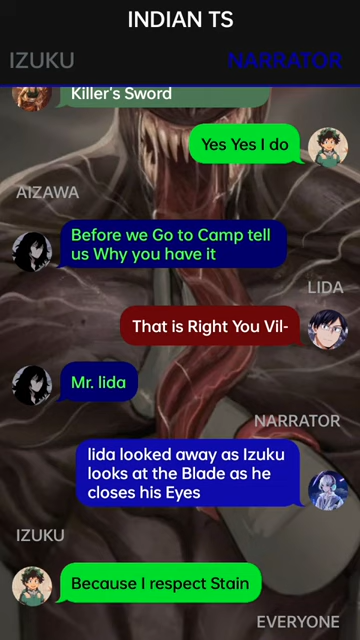 INDIAN TS
IZUKU NARRATOR
Killer's Sword
Yes Yes I do
AIZAWA
Before we Go to Camp tell
us Why you have it
LIDA
That is Right You Vil-
Mr. Iida
NARRATOR
Iida looked away as Izuku
looks at the Blade as he
closes his Eyes
IZUKU
Because I respect Stain
EVERYONE